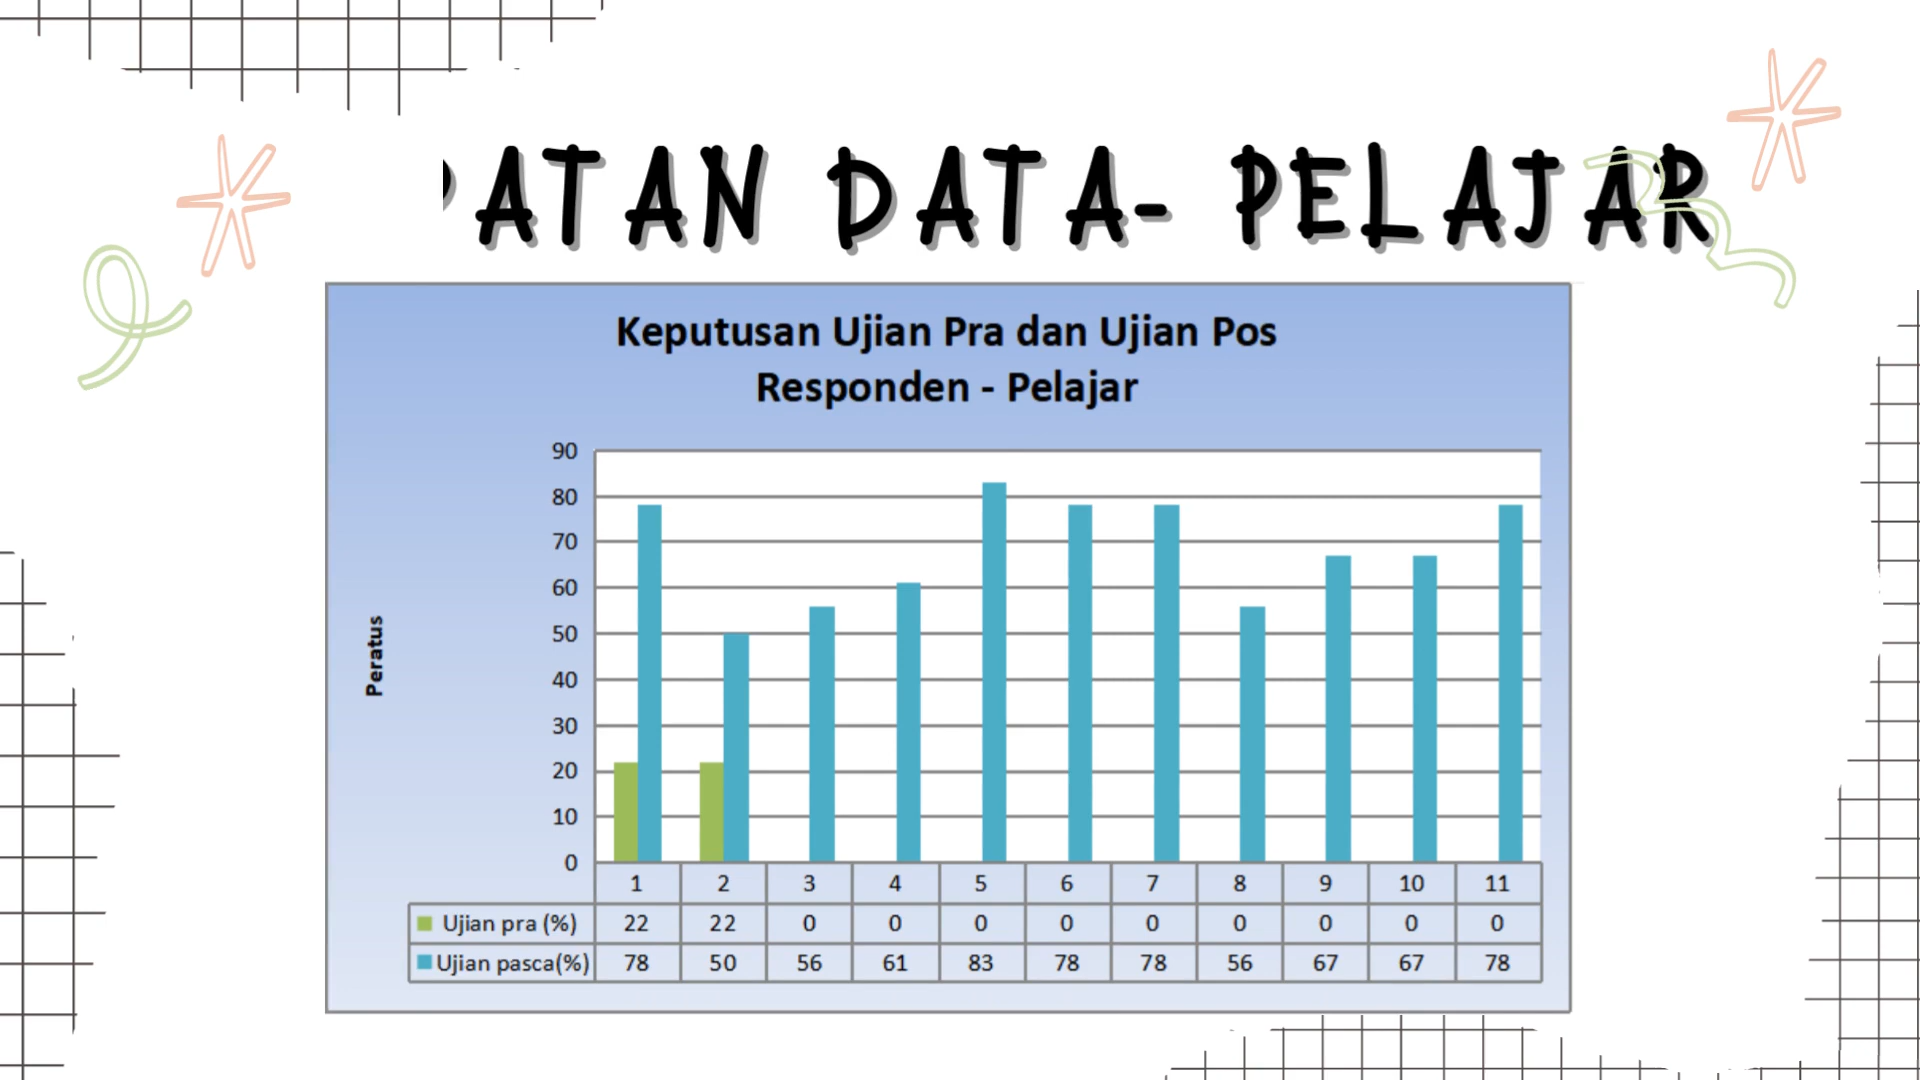 ATAN DATA- PELAJAR
Keputusan Ujian Pra dan Ujian Pos
Responden - Pelajar
90
80
70
60
50
40
30
20
10
0
Peratus
1 2 3 4 5 6 7 8 9 10 11
Ujian pra (%) 22 22 0 0 0 0 0 0 0 0 0
Ujian pasca(%) 78 50 56 61 83 78 78 56 67 67 78